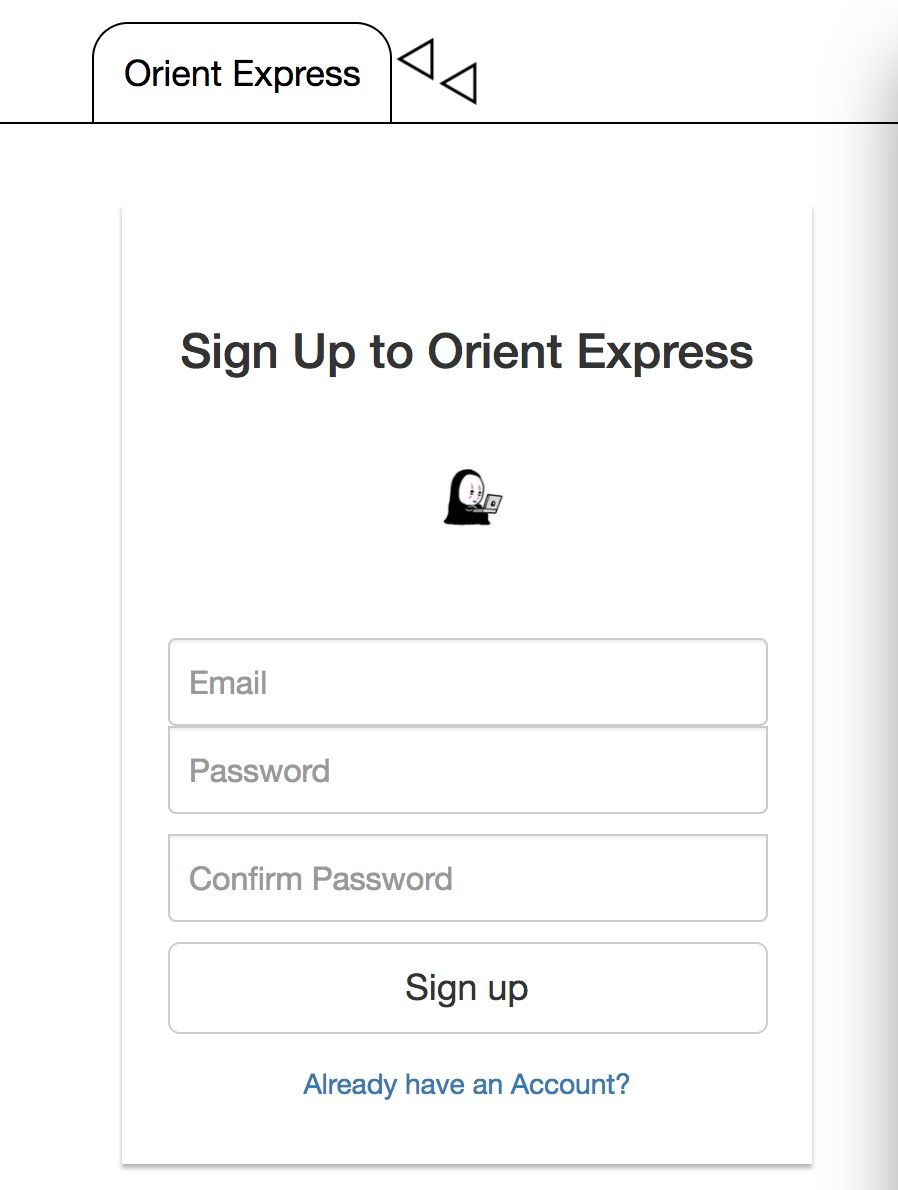 Orient Express
Sign Up to Orient Express
Email
Password
Confirm Password
Sign up
Already have an Account?